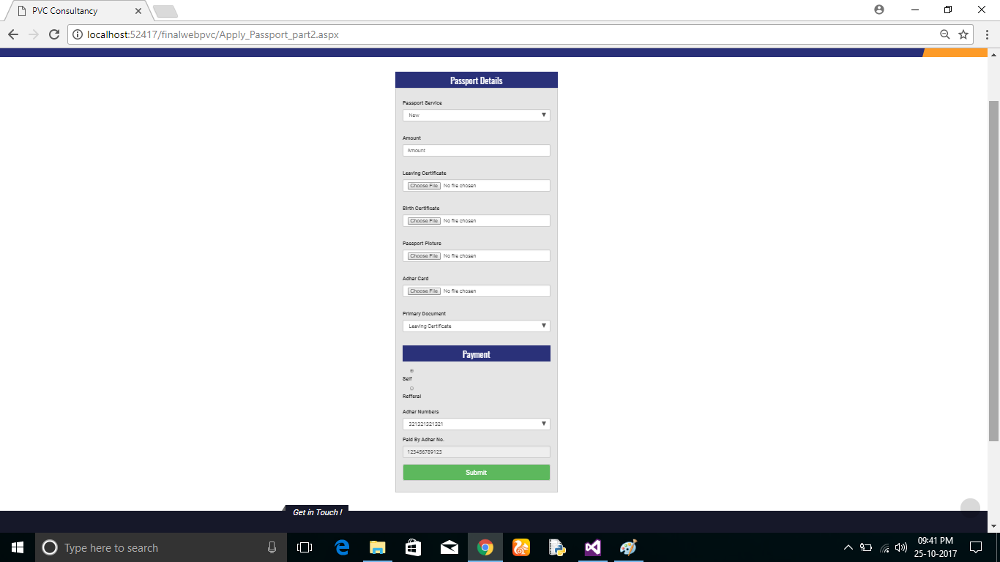 PVC Consultancy
localhost:52417/finalwebpvc/Apply_Passport_part2.aspx
Passport Details
Passport Service
New
Amount
Amount
Leaving Certificate
Choose File No file chosen
Birth Certificate
Choose File No file chosen
Passport Picture
Choose File No file chosen
Adhar Card
Choose File No file chosen
Primary Document
Leaving Certificate
Payment
Self
Refferal
Adhar Numbers
321321321321
Paid By Adhar No.
123456789123
Submit
Get in Touch !
Type here to search
09:41 PM
25-10-2017